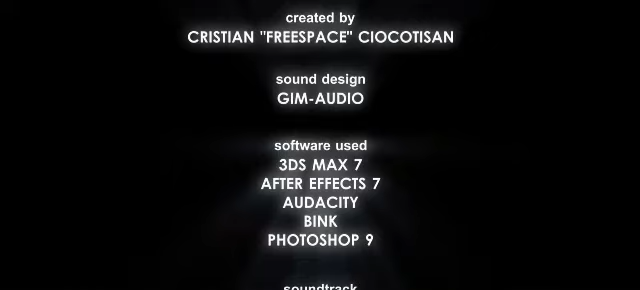 created by
CRISTIAN "FREESPACE" CIOCOTISAN
sound design
GIM-AUDIO
software used
3DS MAX 7
AFTER EFFECTS 7
AUDACITY
BINK
PHOTOSHOP 9
soundtrack